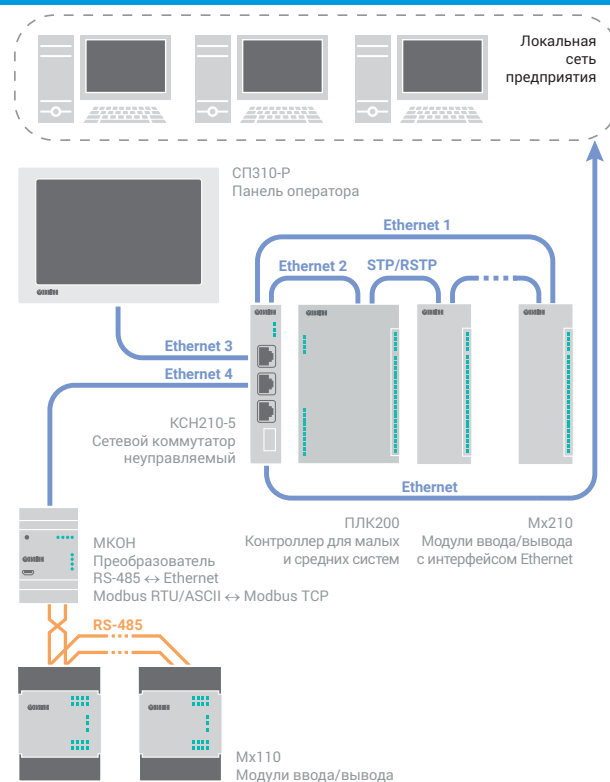 Локальная
сеть
предприятия
СП310-Р
Панель оператора
Ethernet 1
Ethernet 2
STP/RSTP
Ethernet 3
Ethernet 4
КСН210-5
Сетевой коммутатор
неуправляемый
Ethernet
ПЛК200
Контроллер для малых
и средних систем
Мх210
Модули ввода/вывода
с интерфейсом Ethernet
МКОН
Преобразователь
RS-485 ↔ Ethernet
Modbus RTU/ASCII ↔ Modbus TCP
RS-485
Мх110
Модули ввода/вывода